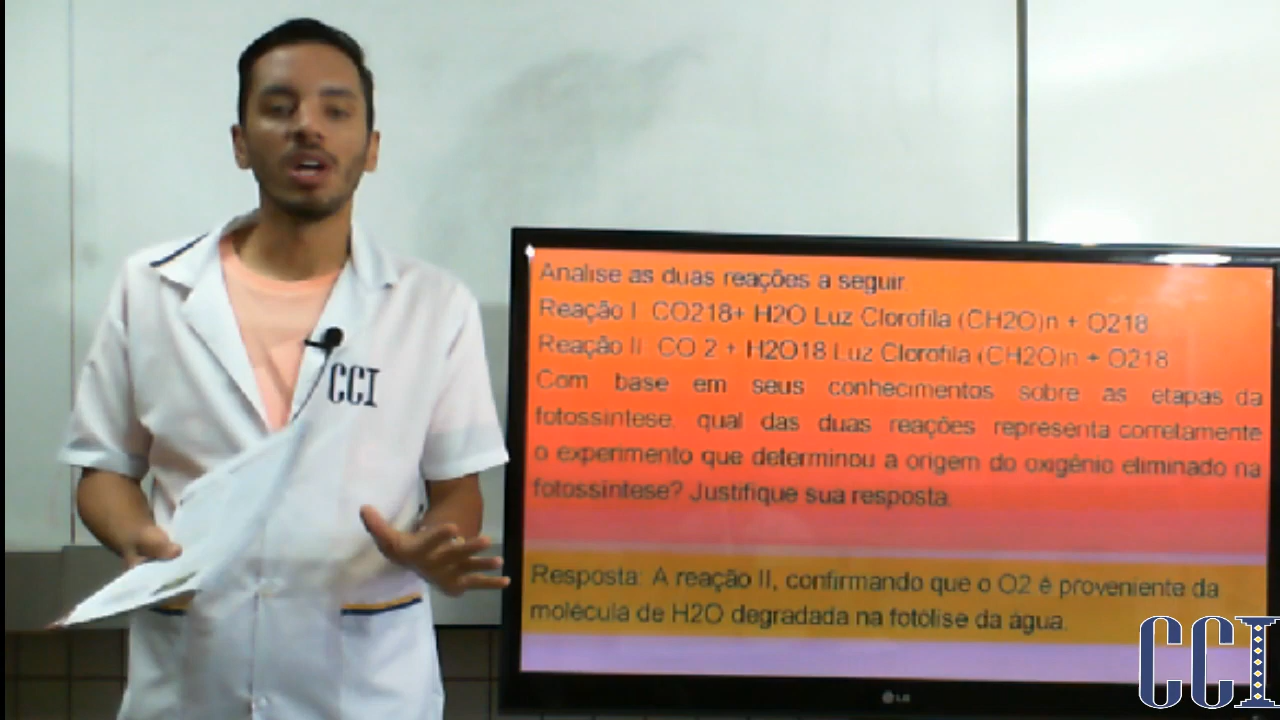 Analise as duas reações a seguir
Reação I CO218+ H2O Luz Clorofila (CH2O)n + O218
Reação II CO 2 + H2O18 Luz Clorofila (CH2O)n + O218
Com base em seus conhecimentos sobre as etapas da
fotossíntese, qual das duas reações representa corretamente
o experimento que determinou a origem do oxigênio eliminado na
fotossíntese? Justifique sua resposta.
Resposta: A reação II, confirmando que o O2 é proveniente da
molécula de H2O degradada na fotólise da água.
CCI
LG
CCI